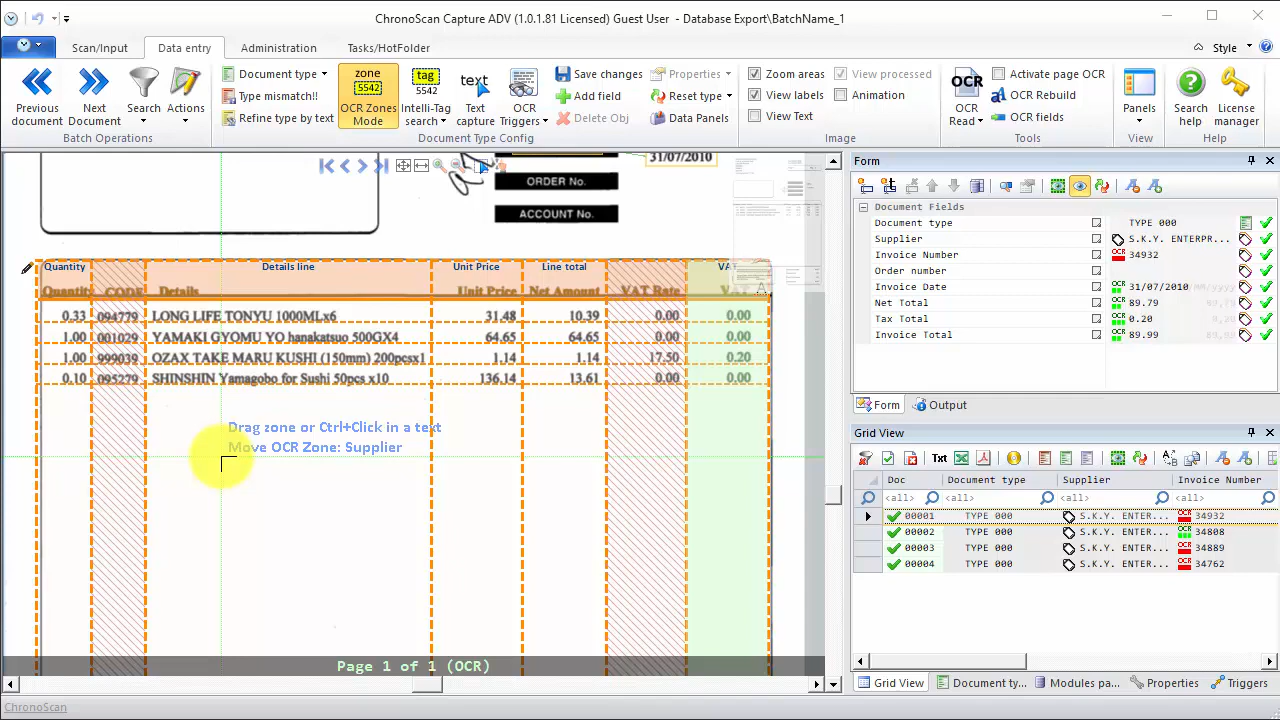 ChronoScan Capture ADV (1.0.1.81 Licensed) Guest User - Database Export\BatchName_1
Scan/Input Data entry Administration Tasks/HotFolder Style
Previous document
Next Document
Search
Actions
Batch Operations
Document type
Type mismatch!!
Refine type by text
zone
5542
OCR Zones Mode
tag
5542
Intelli-Tag search
text
Text capture
OCR Triggers
Save changes
Add field
Delete Obj
Properties
Reset type
Data Panels
Document Type Config
Zoom areas
View labels
View Text
View processed
Animation
Image
OCR
OCR Read
Activate page OCR
OCR Rebuild
OCR fields
Tools
Panels
View
Search help
License manager
Help
31/07/2010
ORDER No.
ACCOUNT No.
Quantity Details line Unit Price Line total VAT
Quantity CODE Details Unit Price Net Amount VAT Rate VAT
0.33 094779 LONG LIFE TONYU 1000MLx6 31.48 10.39 0.00 0.00
1.00 001029 YAMAKI GYOMU YO hanakatsuo 500GX4 64.65 64.65 0.00 0.00
1.00 999039 OZAX TAKE MARU KUSHI (150mm) 200pcsx1 1.14 1.14 17.50 0.20
0.10 095279 SHINSHIN Yamagobo for Sushi 50pcs x10 136.14 13.61 0.00 0.00
Drag zone or Ctrl+Click in a text
Move OCR Zone: Supplier
Page 1 of 1 (OCR)
Form
Document Fields
Document type TYPE 000
Supplier S.K.Y. ENTERPR...
Invoice Number OCR 34932
Order number
Invoice Date 31/07/2010
Net Total 89.79
Tax Total 0.20
Invoice Total 89.99
Form Output
Grid View
Txt
Doc Document type Supplier Invoice Number
<all> <all> <all> <all>
00001 TYPE 000 S.K.Y. ENTER... OCR 34932
00002 TYPE 000 S.K.Y. ENTER... OCR 34808
00003 TYPE 000 S.K.Y. ENTER... OCR 34889
00004 TYPE 000 S.K.Y. ENTER... OCR 34762
Grid View Document ty... Modules pa... Properties Triggers
ChronoScan